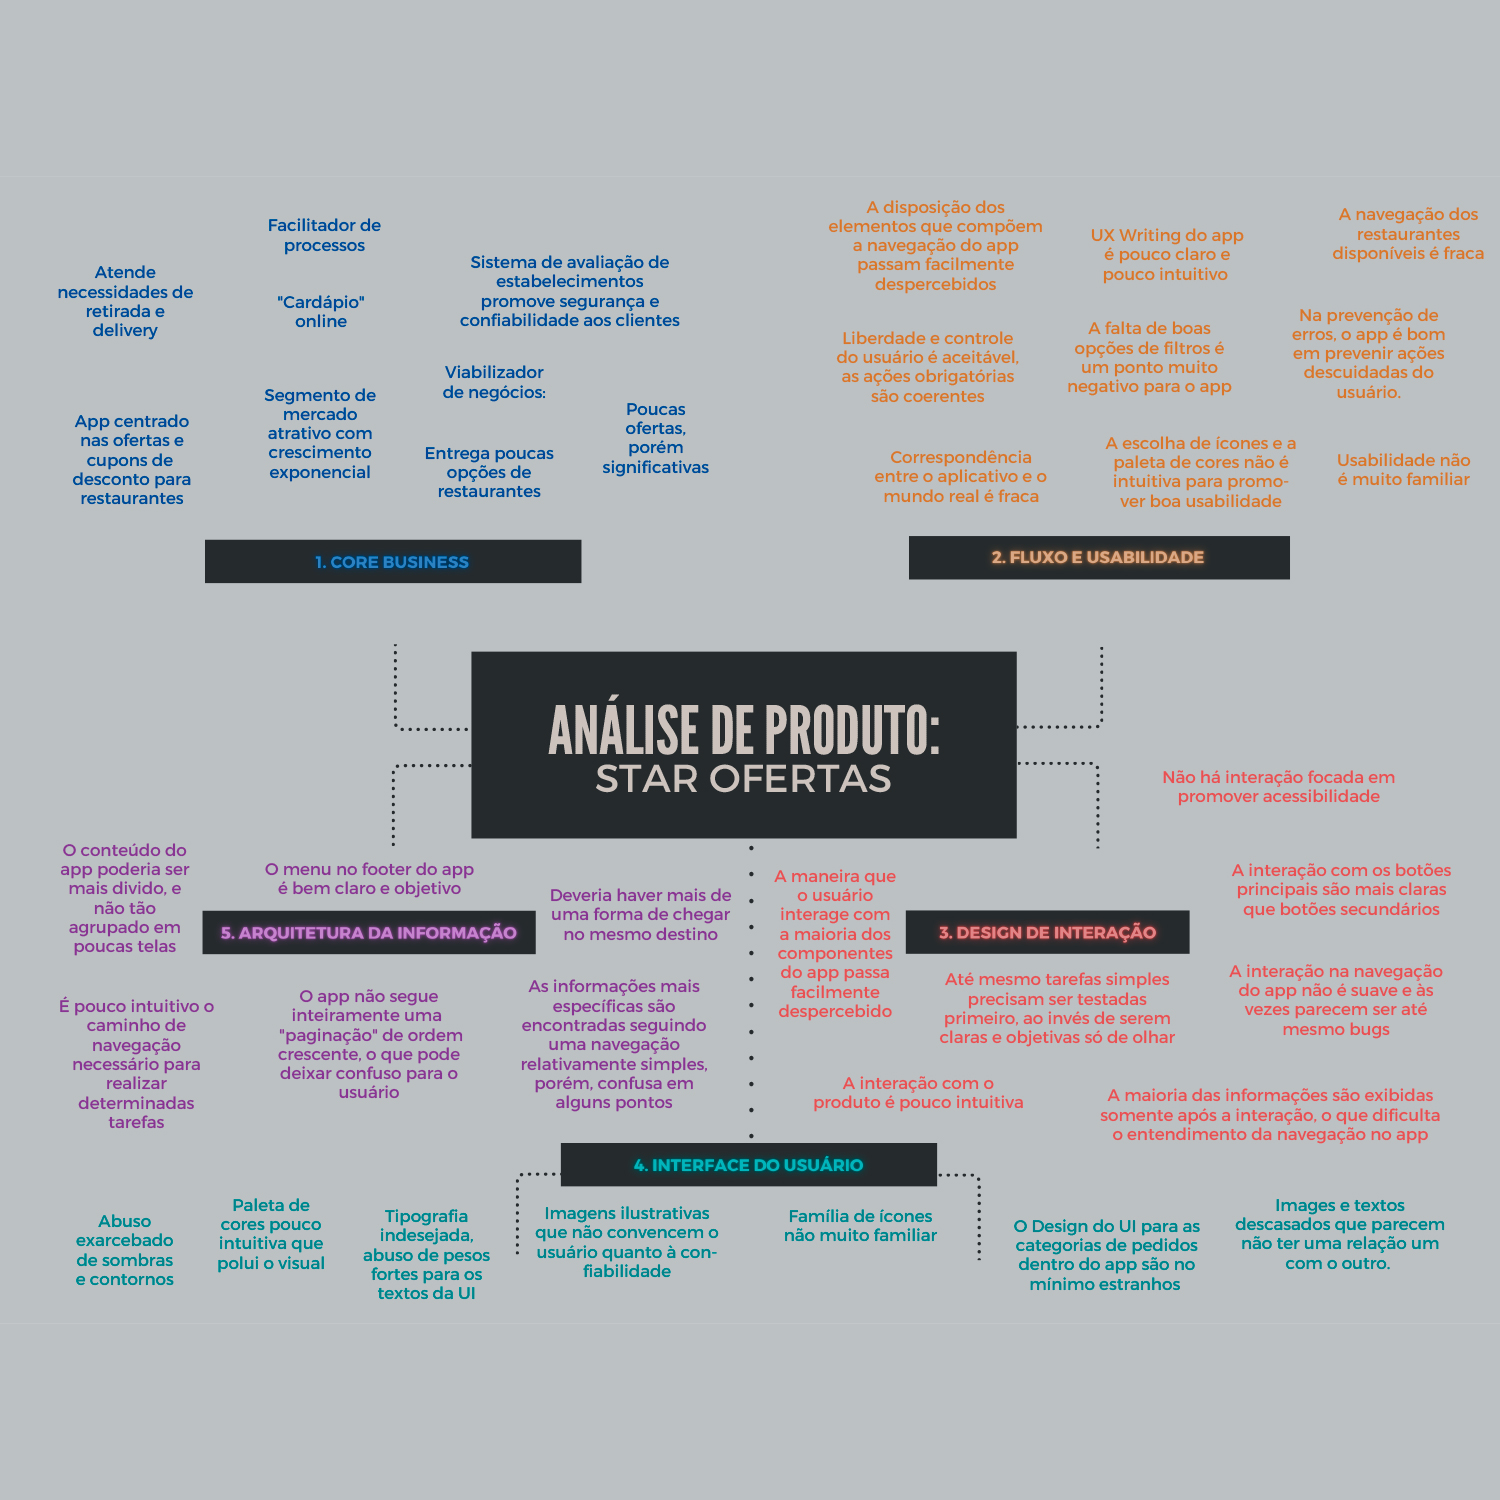 Facilitador de
processos
Atende
necessidades de
retirada e
delivery
"Cardápio"
online
Sistema de avaliação de
estabelecimentos
promove segurança e
confiabilidade aos clientes
Viabilizador
de negócios:
App centrado
nas ofertas e
cupons de
desconto para
restaurantes
Segmento de
mercado
atrativo com
crescimento
exponencial
Entrega poucas
opções de
restaurantes
Poucas
ofertas,
porém
significativas
1. CORE BUSINESS
A disposição dos
elementos que compõem
a navegação do app
passam facilmente
despercebidos
UX Writing do app
é pouco claro e
pouco intuitivo
A navegação dos
restaurantes
disponíveis é fraca
Liberdade e controle
do usuário é aceitável,
as ações obrigatórias
são coerentes
A falta de boas
opções de filtros é
um ponto muito
negativo para o app
Na prevenção de
erros, o app é bom
em prevenir ações
descuidadas do
usuário.
Correspondência
entre o aplicativo e o
mundo real é fraca
A escolha de ícones e a
paleta de cores não é
intuitiva para promo-
ver boa usabilidade
Usabilidade não
é muito familiar
2. FLUXO E USABILIDADE
ANÁLISE DE PRODUTO:
STAR OFERTAS
Não há interação focada em
promover acessibilidade
A maneira que
o usuário
interage com
a maioria dos
componentes
do app passa
facilmente
despercebido
3. DESIGN DE INTERAÇÃO
A interação com os botões
principais são mais claras
que botões secundários
Até mesmo tarefas simples
precisam ser testadas
primeiro, ao invés de serem
claras e objetivas só de olhar
A interação na navegação
do app não é suave e às
vezes parecem ser até
mesmo bugs
A interação com o
produto é pouco intuitiva
A maioria das informações são exibidas
somente após a interação, o que dificulta
o entendimento da navegação no app
O conteúdo do
app poderia ser
mais divido, e
não tão
agrupado em
poucas telas
O menu no footer do app
é bem claro e objetivo
Deveria haver mais de
uma forma de chegar
no mesmo destino
5. ARQUITETURA DA INFORMAÇÃO
É pouco intuitivo o
caminho de
navegação
necessário para
realizar
determinadas
tarefas
O app não segue
inteiramente uma
"paginação" de ordem
crescente, o que pode
deixar confuso para o
usuário
As informações mais
específicas são
encontradas seguindo
uma navegação
relativamente simples,
porém, confusa em
alguns pontos
4. INTERFACE DO USUÁRIO
Abuso
exarcebado
de sombras
e contornos
Paleta de
cores pouco
intuitiva que
polui o visual
Tipografia
indesejada,
abuso de pesos
fortes para os
textos da UI
Imagens ilustrativas
que não convencem o
usuário quanto à con-
fiabilidade
Família de ícones
não muito familiar
O Design do UI para as
categorias de pedidos
dentro do app são no
mínimo estranhos
Images e textos
descasados que parecem
não ter uma relação um
com o outro.